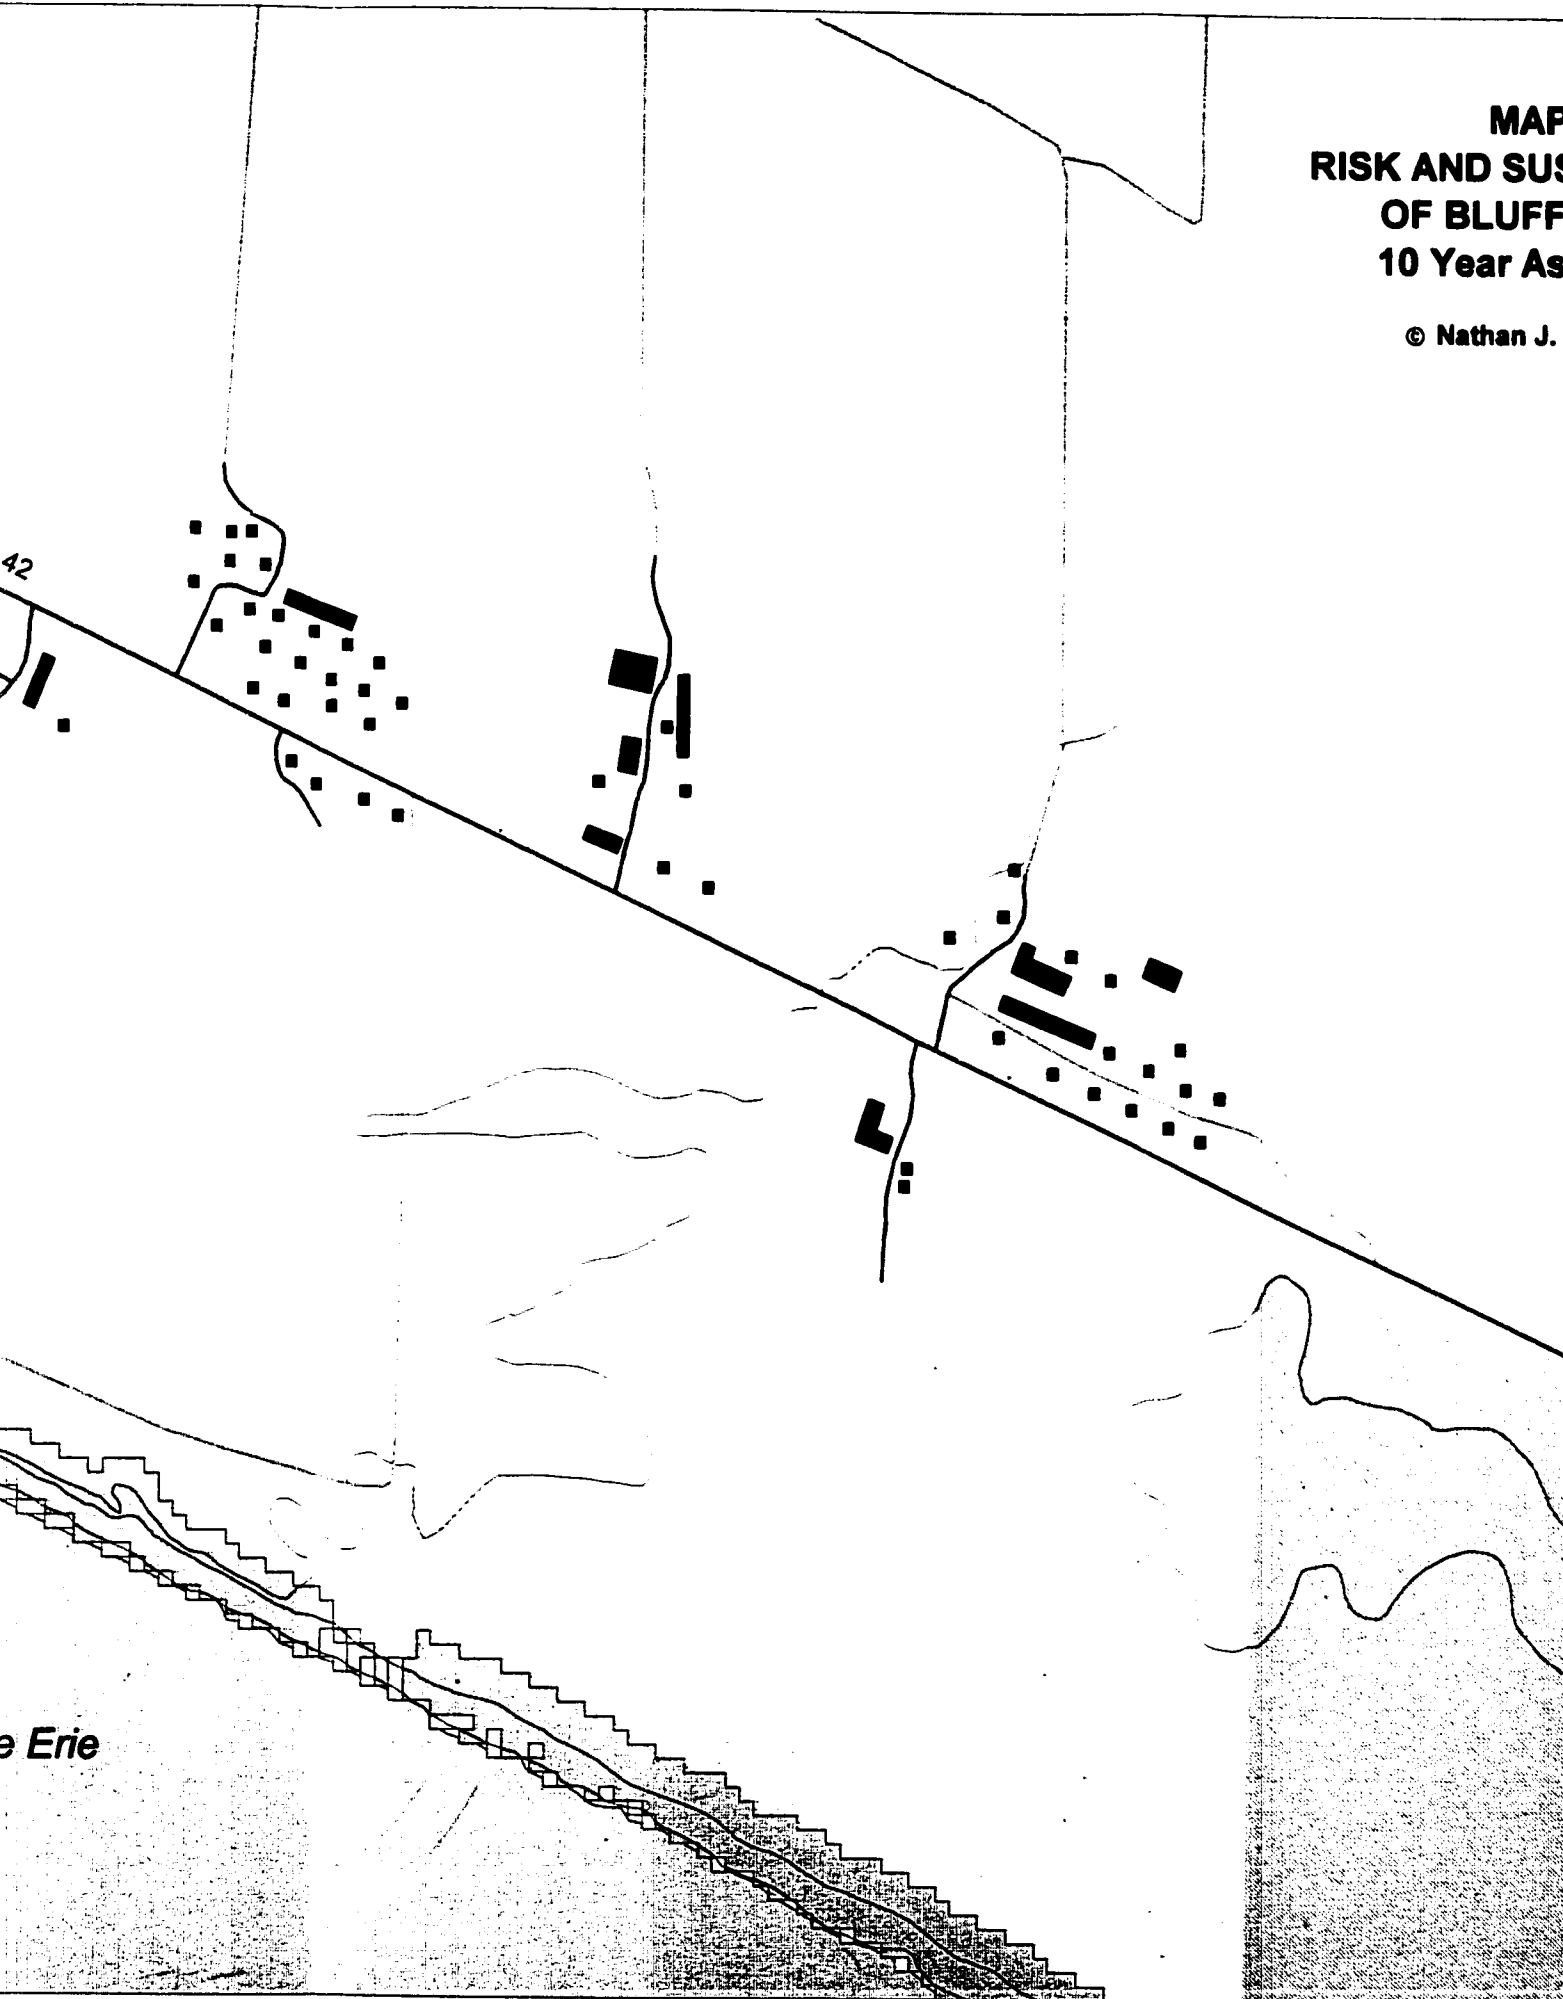 MAP
RISK AND SUS
OF BLUFF
10 Year As
© Nathan J.
42
e Erie